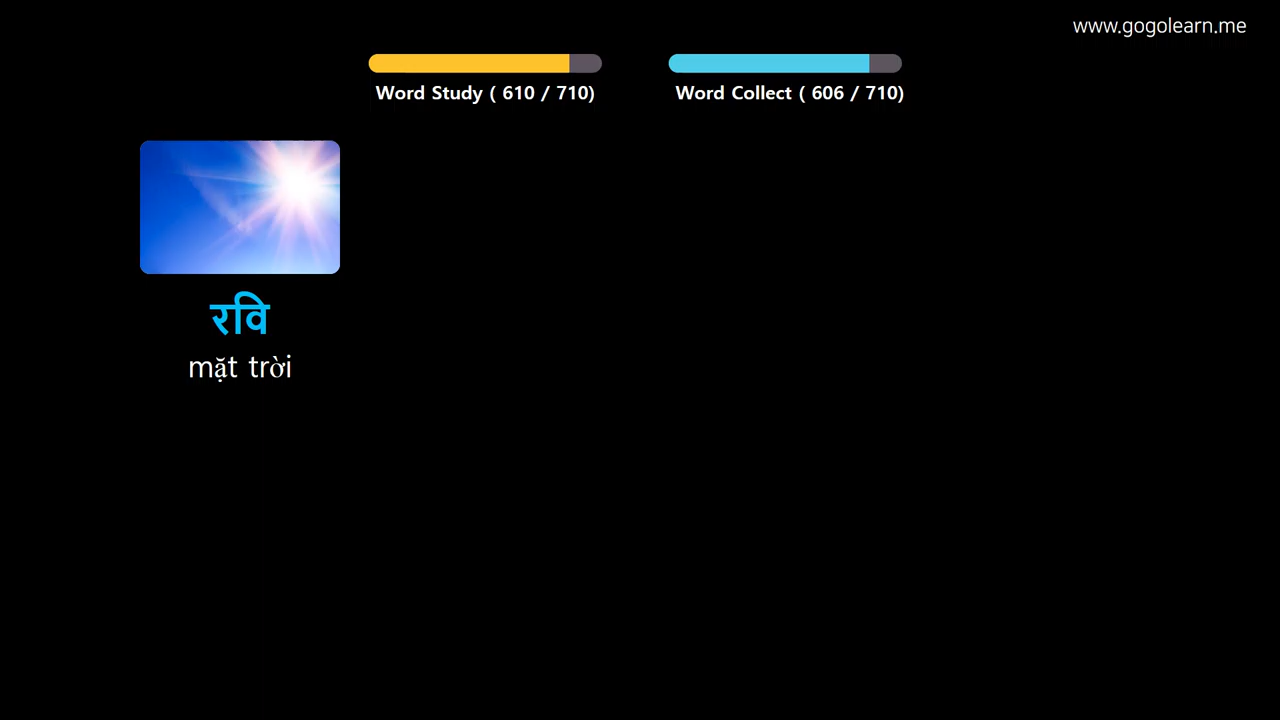 www.gogolearn.me
Word Study ( 610 / 710)
Word Collect ( 606 / 710)
रवि
mặt trời